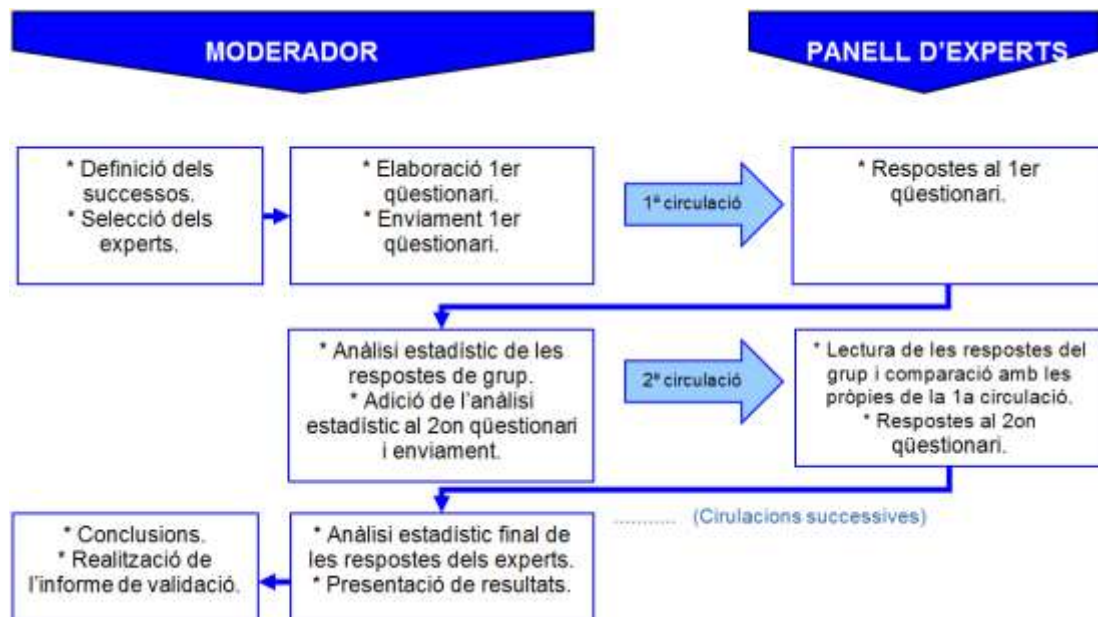 MODERADOR
PANELL D'EXPERTS
* Definició dels
successos.
* Selecció dels
experts.
* Elaboració 1er
qüestionari.
* Enviament 1er
qüestionari.
1ª circulació
* Respostes al 1er
qüestionari.
* Anàlisi estadístic de les
respostes de grup.
* Adició de l'anàlisi
estadístic al 2on qüestionari
i enviament.
2ª circulació
* Lectura de les respostes del
grup i comparació amb les
pròpies de la 1a circulació.
* Respostes al 2on
qüestionari.
........... (Cirulacions successives)
* Conclusions.
* Realització de
l'informe de validació.
* Anàlisi estadístic final de
les respostes dels experts.
* Presentació de resultats.